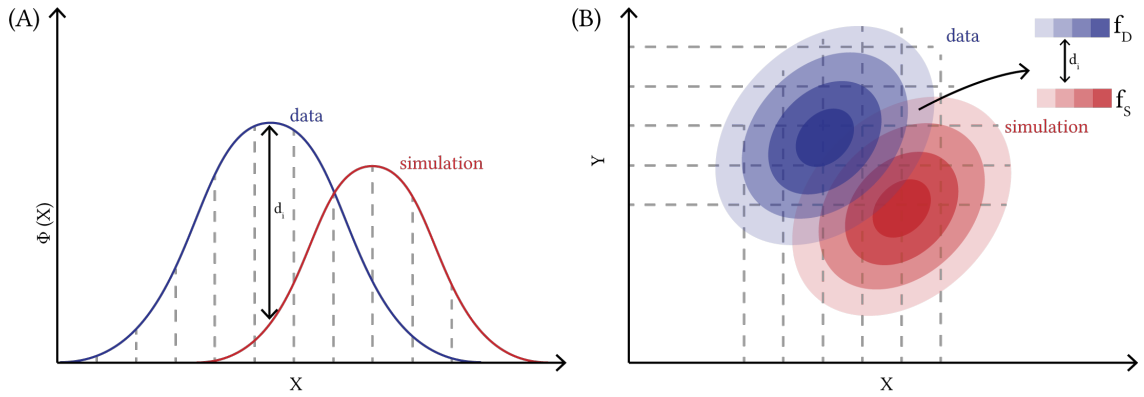 (A)
Φ (X)
data
simulation
d_i
X
(B)
Y
data
simulation
f_D
d_i
f_S
X